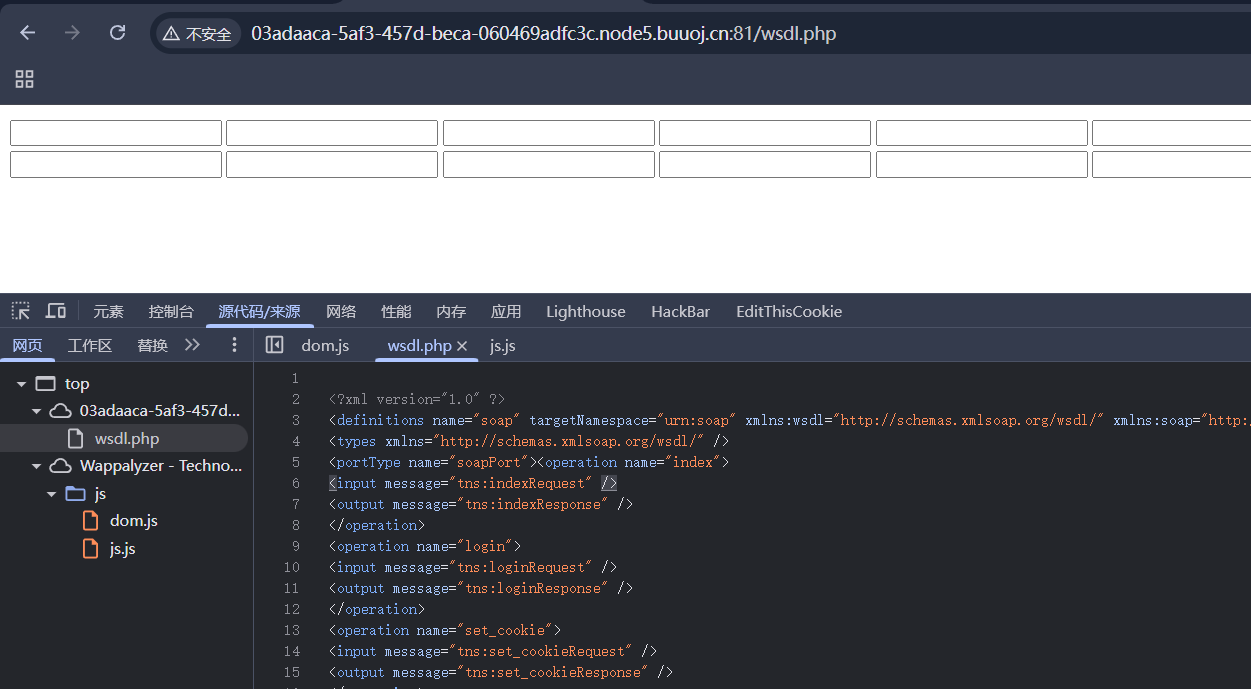 不安全 03adaaca-5af3-457d-beca-060469adfc3c.node5.buuoj.cn:81/wsdl.php
元素 控制台 源代码/来源 网络 性能 内存 应用 Lighthouse HackBar EditThisCookie
网页 工作区 替换 dom.js wsdl.php js.js
top
03adaaca-5af3-457d...
wsdl.php
Wappalyzer - Techno...
js
dom.js
js.js
1
2 <?xml version="1.0" ?>
3 <definitions name="soap" targetNamespace="urn:soap" xmlns:wsdl="http://schemas.xmlsoap.org/wsdl/" xmlns:soap="http:
4 <types xmlns="http://schemas.xmlsoap.org/wsdl/" />
5 <portType name="soapPort"><operation name="index">
6 <input message="tns:indexRequest" />
7 <output message="tns:indexResponse" />
8 </operation>
9 <operation name="login">
10 <input message="tns:loginRequest" />
11 <output message="tns:loginResponse" />
12 </operation>
13 <operation name="set_cookie">
14 <input message="tns:set_cookieRequest" />
15 <output message="tns:set_cookieResponse" />